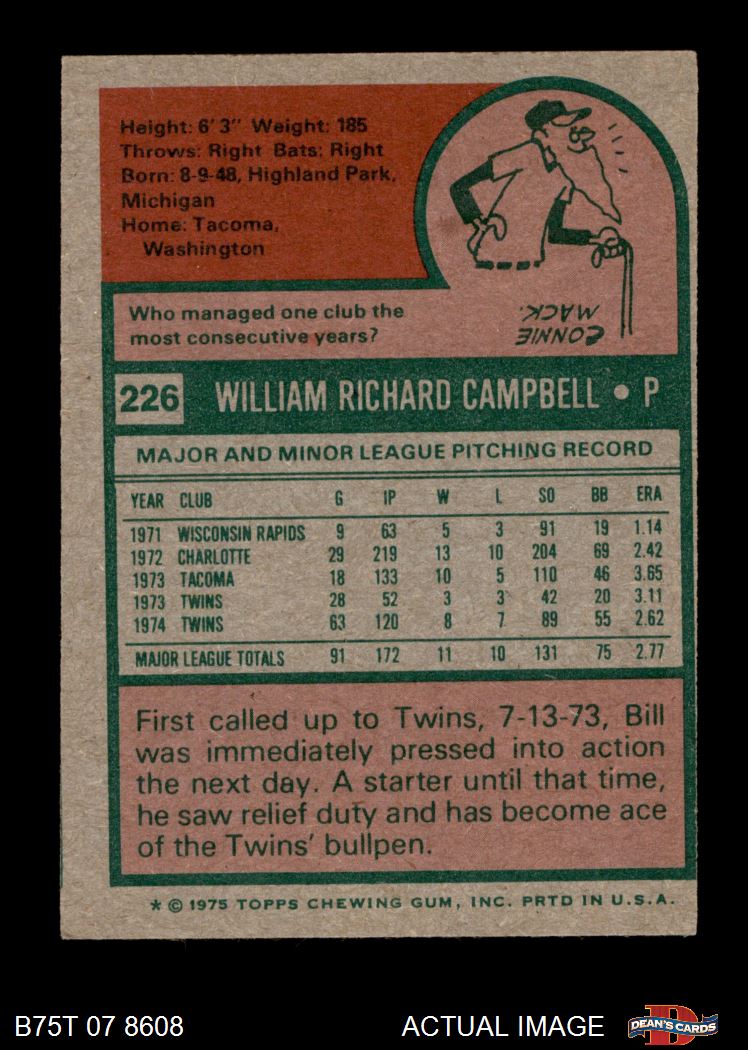 Height: 6'3" Weight: 185
Throws: Right Bats: Right
Born: 8-9-48, Highland Park,
Michigan
Home: Tacoma,
Washington
Who managed one club the
most consecutive years?
CONNIE
MACK.
226 WILLIAM RICHARD CAMPBELL • P
MAJOR AND MINOR LEAGUE PITCHING RECORD
YEAR CLUB G IP W L SO BB ERA
1971 WISCONSIN RAPIDS 9 63 5 3 91 19 1.14
1972 CHARLOTTE 29 219 13 10 204 69 2.42
1973 TACOMA 18 133 10 5 110 46 3.65
1973 TWINS 28 52 3 3 42 20 3.11
1974 TWINS 63 120 8 7 89 55 2.62
MAJOR LEAGUE TOTALS 91 172 11 10 131 75 2.77
First called up to Twins, 7-13-73, Bill
was immediately pressed into action
the next day. A starter until that time,
he saw relief duty and has become ace
of the Twins' bullpen.
* © 1975 TOPPS CHEWING GUM, INC. PRTD IN U.S.A.
B75T 07 8608 ACTUAL IMAGE D DEAN'S CARDS